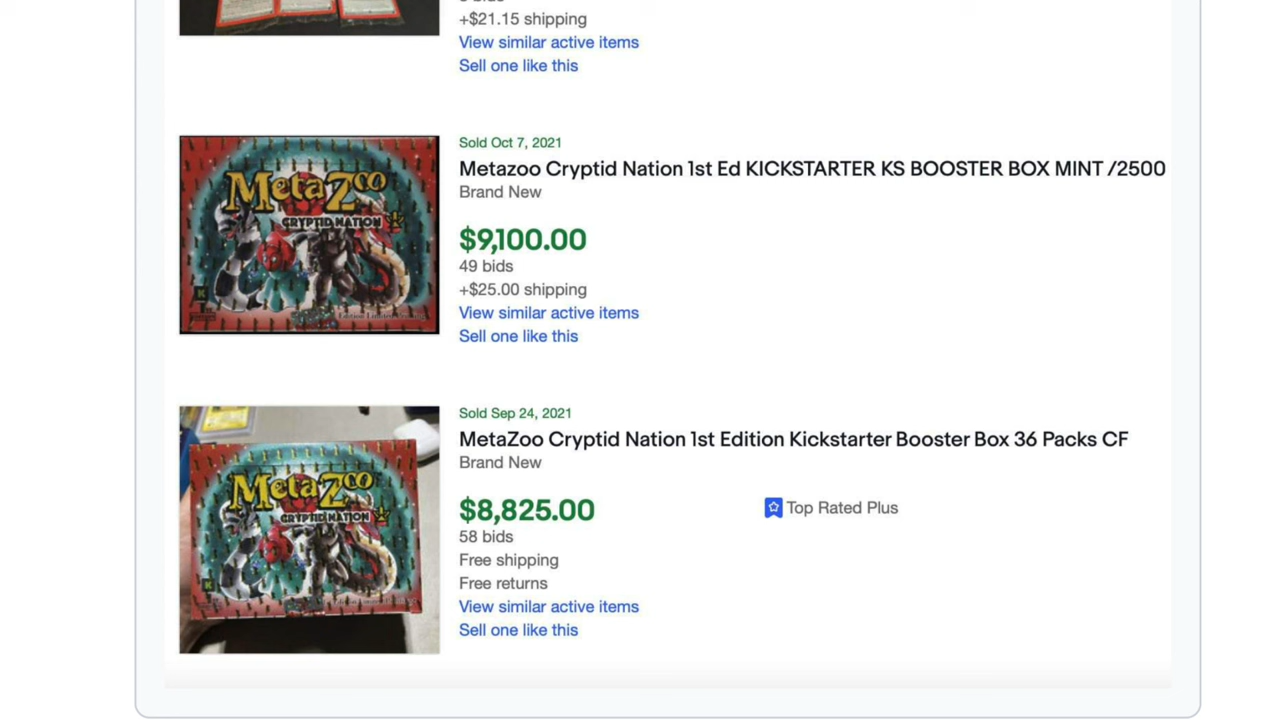 +$21.15 shipping
View similar active items
Sell one like this
MetaZoo
CRYPTID NATION
Sold Oct 7, 2021
Metazoo Cryptid Nation 1st Ed KICKSTARTER KS BOOSTER BOX MINT /2500
Brand New
$9,100.00
49 bids
+$25.00 shipping
View similar active items
Sell one like this
MetaZoo
CRYPTID NATION
Sold Sep 24, 2021
MetaZoo Cryptid Nation 1st Edition Kickstarter Booster Box 36 Packs CF
Brand New
$8,825.00
Top Rated Plus
58 bids
Free shipping
Free returns
View similar active items
Sell one like this